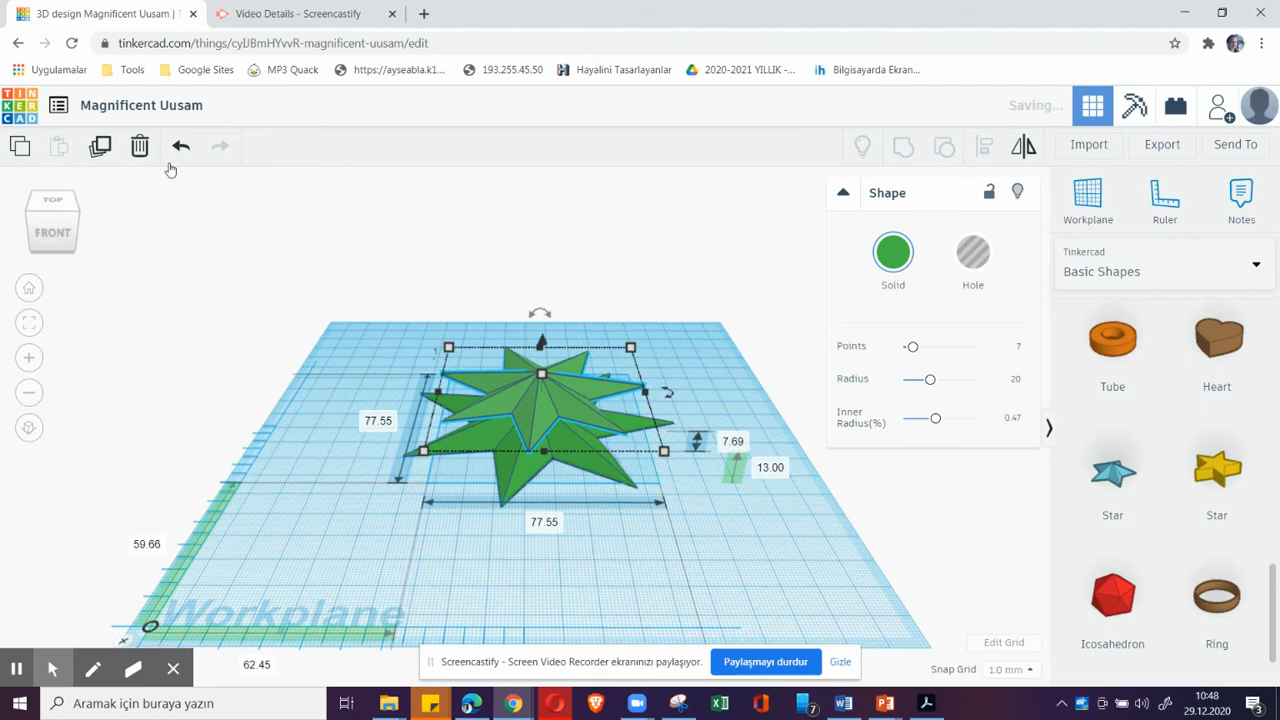 3D design Magnificent Uusam | T
Video Details - Screencastify
tinkercad.com/things/cyIJBmHYvvR-magnificent-uusam/edit
Uygulamalar
Tools
Google Sites
MP3 Quack
https://ayseabla.k1...
193.255.45.50
Hayalini Tasarlayanlar
2020-2021 YILLIK -...
Bilgisayarda Ekran...
TINKERCAD
Magnificent Uusam
Saving...
Import
Export
Send To
TOP
FRONT
Shape
Solid
Hole
Points
7
Radius
20
Inner
Radius(%)
0.47
Workplane
Ruler
Notes
Tinkercad
Basic Shapes
Tube
Heart
Star
Star
Icosahedron
Ring
77.55
7.69
13.00
77.55
59.66
62.45
Workplane
Edit Grid
Snap Grid
1.0 mm
Screencastify - Screen Video Recorder ekranınızı paylaşıyor.
Paylaşmayı durdur
Gizle
Aramak için buraya yazın
7
10:48
29.12.2020
3